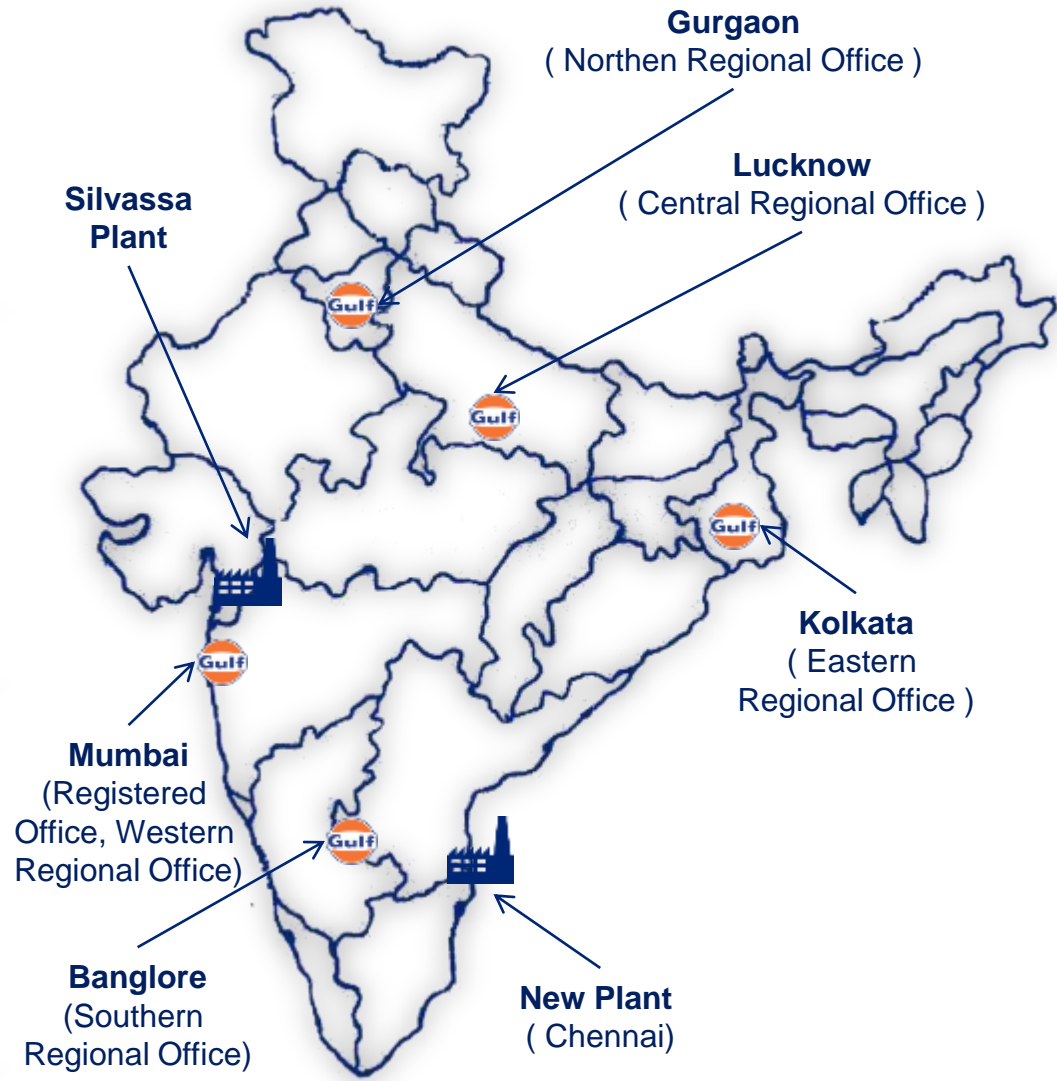 Gurgaon
( Northen Regional Office )
Lucknow
( Central Regional Office )
Silvassa
Plant
Gulf
Gulf
Gulf
Kolkata
( Eastern
Regional Office )
Gulf
Mumbai
(Registered
Office, Western
Regional Office)
Gulf
Banglore
(Southern
Regional Office)
New Plant
( Chennai)